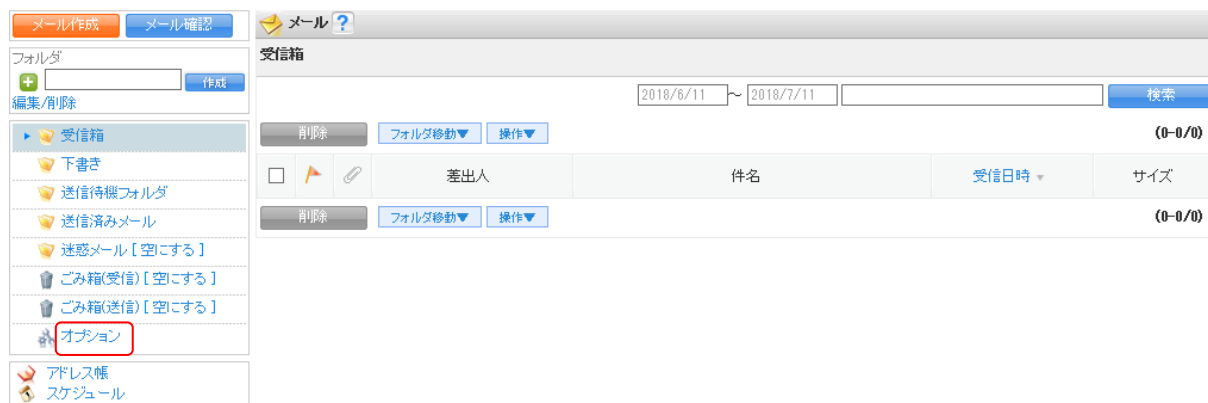 メール作成 メール確認
フォルダ
作成
編集/削除
受信箱
下書き
送信待機フォルダ
送信済みメール
迷惑メール [ 空にする ]
ごみ箱(受信) [ 空にする ]
ごみ箱(送信) [ 空にする ]
オプション
アドレス帳
スケジュール
メール ?
受信箱
2018/6/11 ～ 2018/7/11 検索
削除 フォルダ移動▼ 操作▼ (0-0/0)
差出人 件名 受信日時 ▼ サイズ
削除 フォルダ移動▼ 操作▼ (0-0/0)